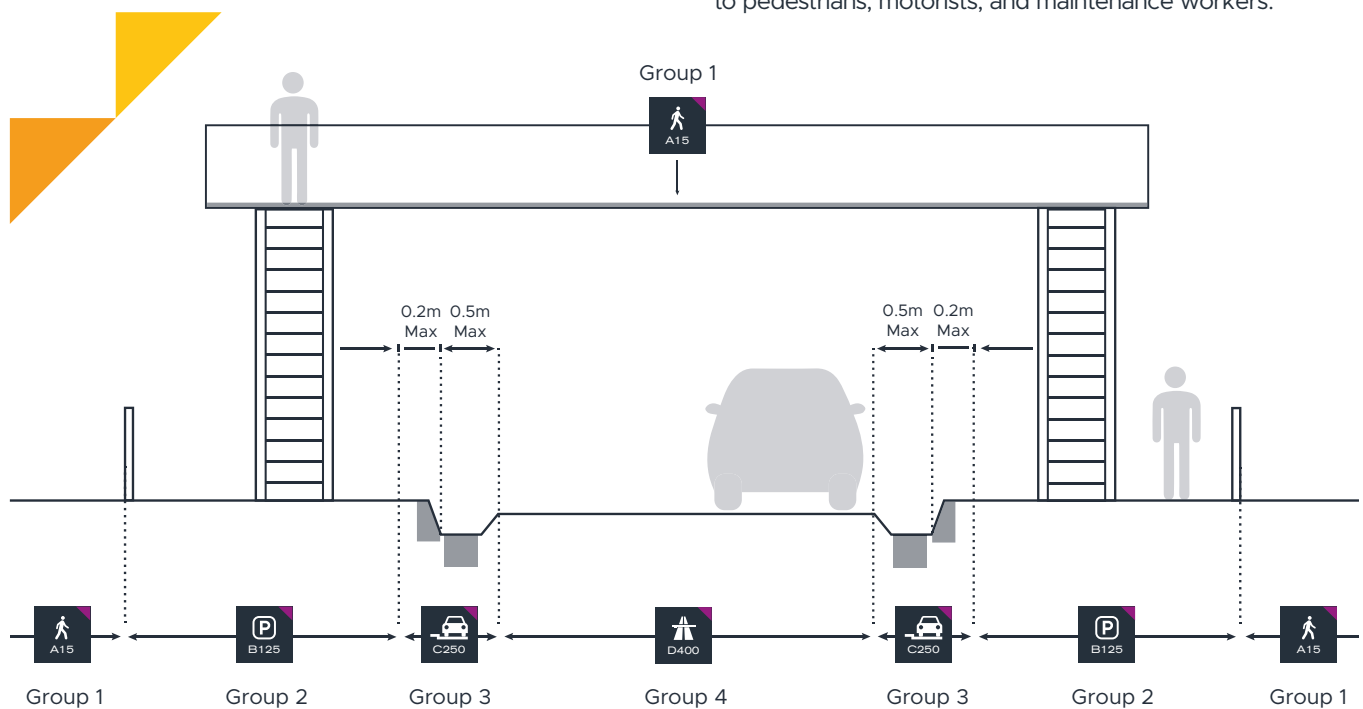 to pedestrians, motorists, and maintenance workers.
Group 1
A15
0.2m 0.5m
Max Max
0.5m 0.2m
Max Max
A15 P B125 C250 D400 C250 P B125 A15
Group 1 Group 2 Group 3 Group 4 Group 3 Group 2 Group 1